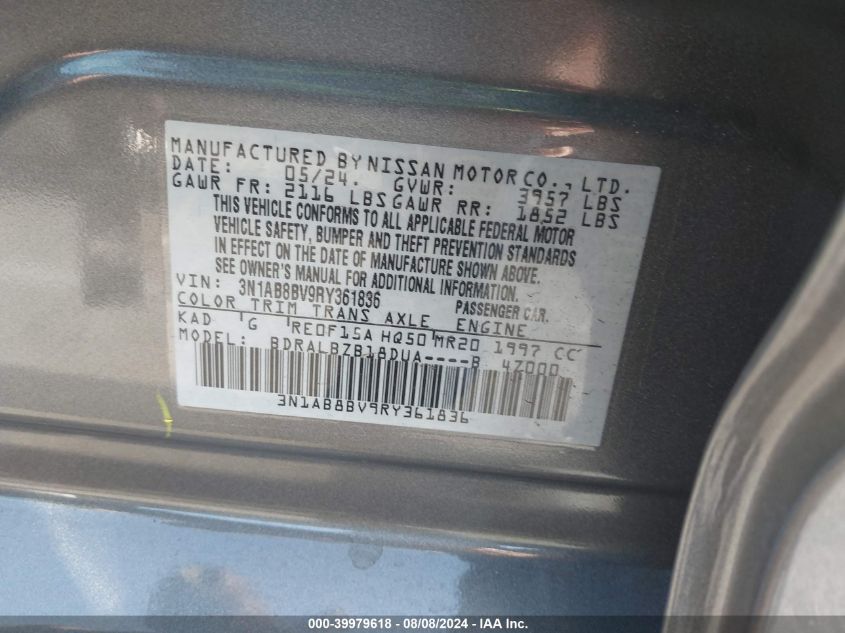 MANUFACTURED BY NISSAN MOTOR CO., LTD.
DATE: 05/24. GVWR: 3957 LBS
GAWR FR: 2116 LBS GAWR RR: 1852 LBS
THIS VEHICLE CONFORMS TO ALL APPLICABLE FEDERAL MOTOR
VEHICLE SAFETY, BUMPER AND THEFT PREVENTION STANDARDS
IN EFFECT ON THE DATE OF MANUFACTURE SHOWN ABOVE.
SEE OWNER'S MANUAL FOR ADDITIONAL INFORMATION.
VIN: 3N1AB8BV9RY361836 PASSENGER CAR.
COLOR TRIM TRANS AXLE ENGINE
KAD G RE0F15A HQ50 MR20 1997 CC
MODEL: BDRALBZB18DUA----B 4Z000
3N1AB8BV9RY361836
000-39979618 - 08/08/2024 - IAA Inc.